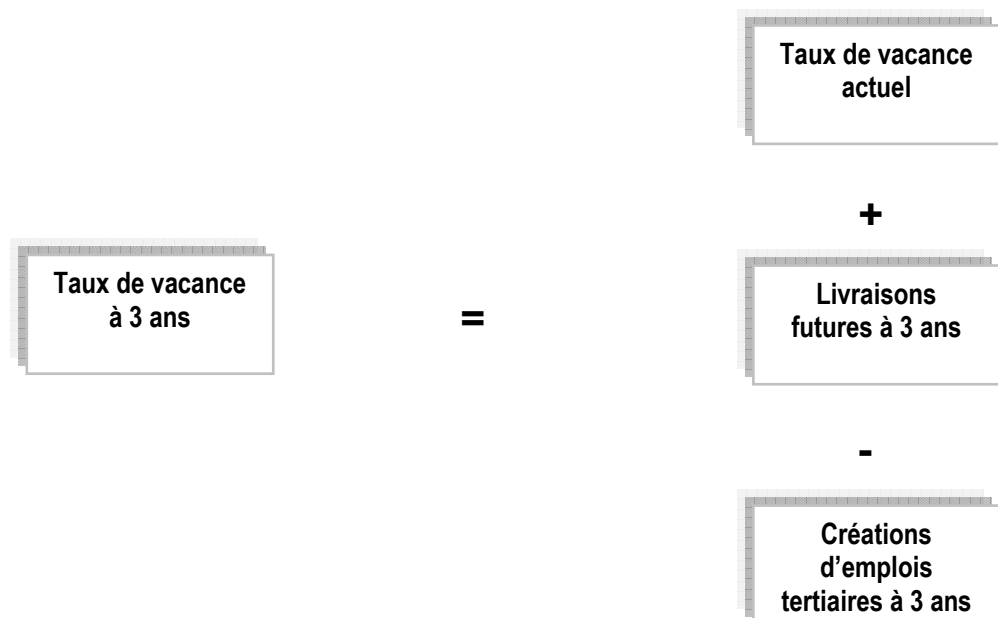 Taux de vacance
à 3 ans
=
Taux de vacance
actuel
+
Livraisons
futures à 3 ans
-
Créations
d’emplois
tertiaires à 3 ans